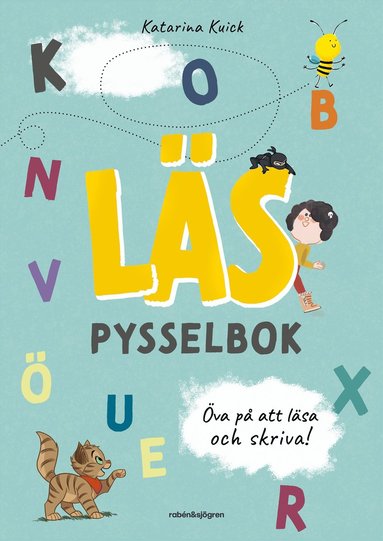 Katarina Kuick
K
O
B
N
LÄS
V
PYSSELBOK
Ö
X
U
Öva på att läsa
och skriva!
E
R
rabén&sjögren